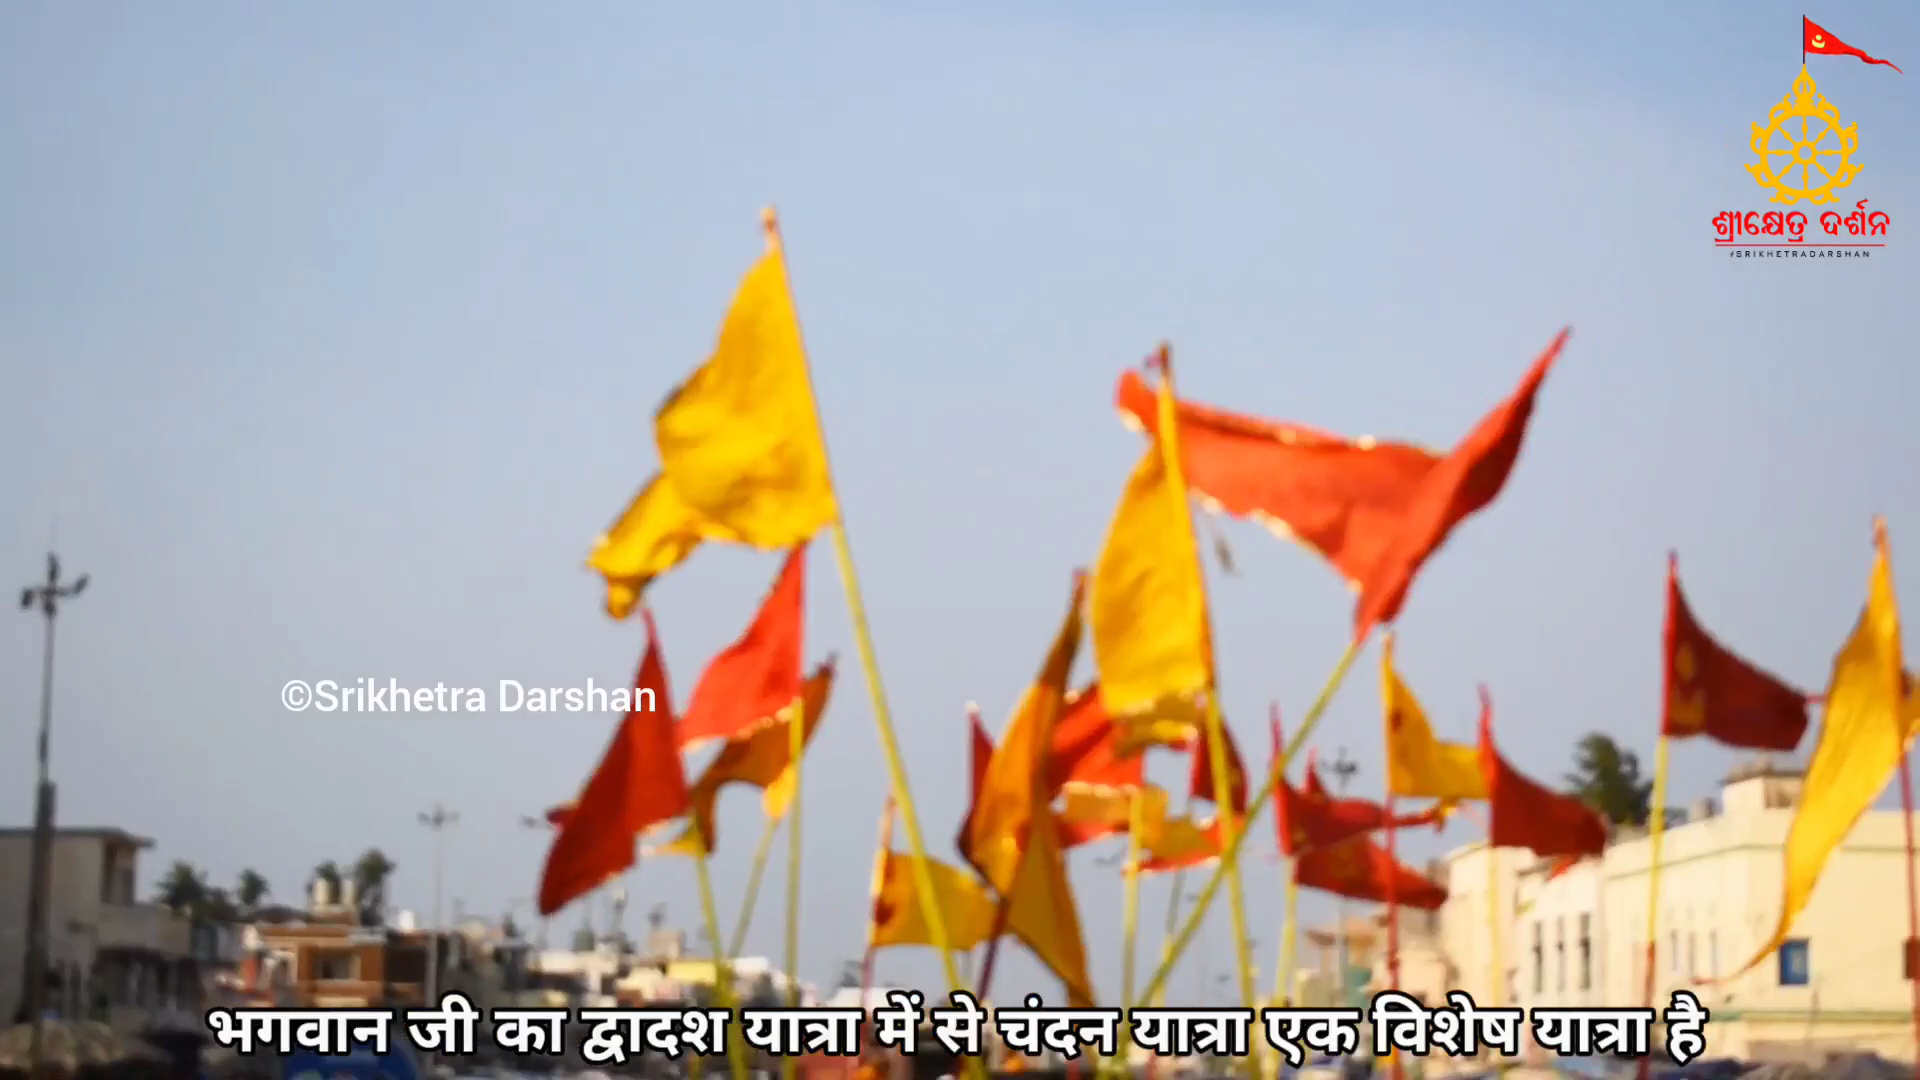 ଶ୍ରୀକ୍ଷେତ୍ର ଦର୍ଶନ
#SRIKHETRADARSHAN
©Srikhetra Darshan
भगवान जी का द्वादश यात्रा में से चंदन यात्रा एक विशेष यात्रा है